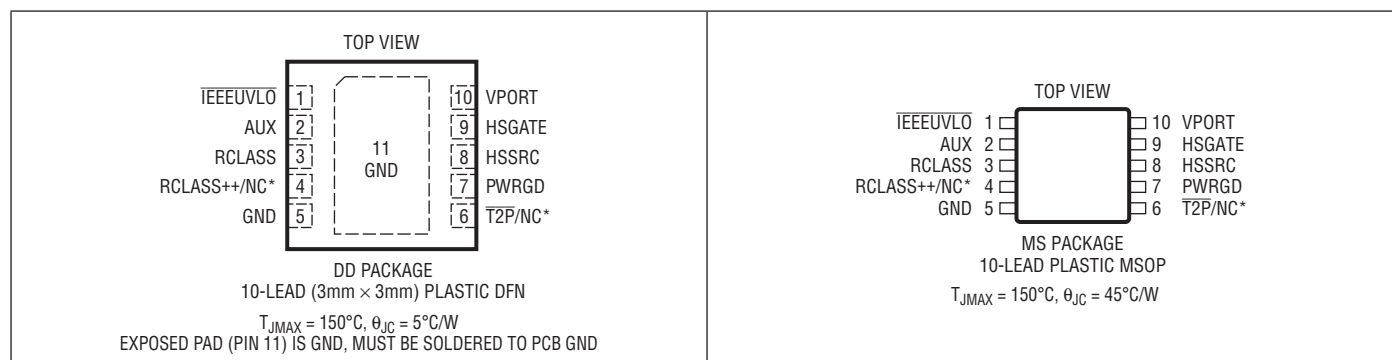 TOP VIEW
IEEEUVLO 1
AUX 2
RCLASS 3
RCLASS++/NC* 4
GND 5
11
GND
10 VPORT
9 HSGATE
8 HSSRC
7 PWRGD
6 T2P/NC*
DD PACKAGE
10-LEAD (3mm × 3mm) PLASTIC DFN
TJMAX = 150°C, θJC = 5°C/W
EXPOSED PAD (PIN 11) IS GND, MUST BE SOLDERED TO PCB GND
TOP VIEW
IEEEUVLO 1
AUX 2
RCLASS 3
RCLASS++/NC* 4
GND 5
10 VPORT
9 HSGATE
8 HSSRC
7 PWRGD
6 T2P/NC*
MS PACKAGE
10-LEAD PLASTIC MSOP
TJMAX = 150°C, θJC = 45°C/W